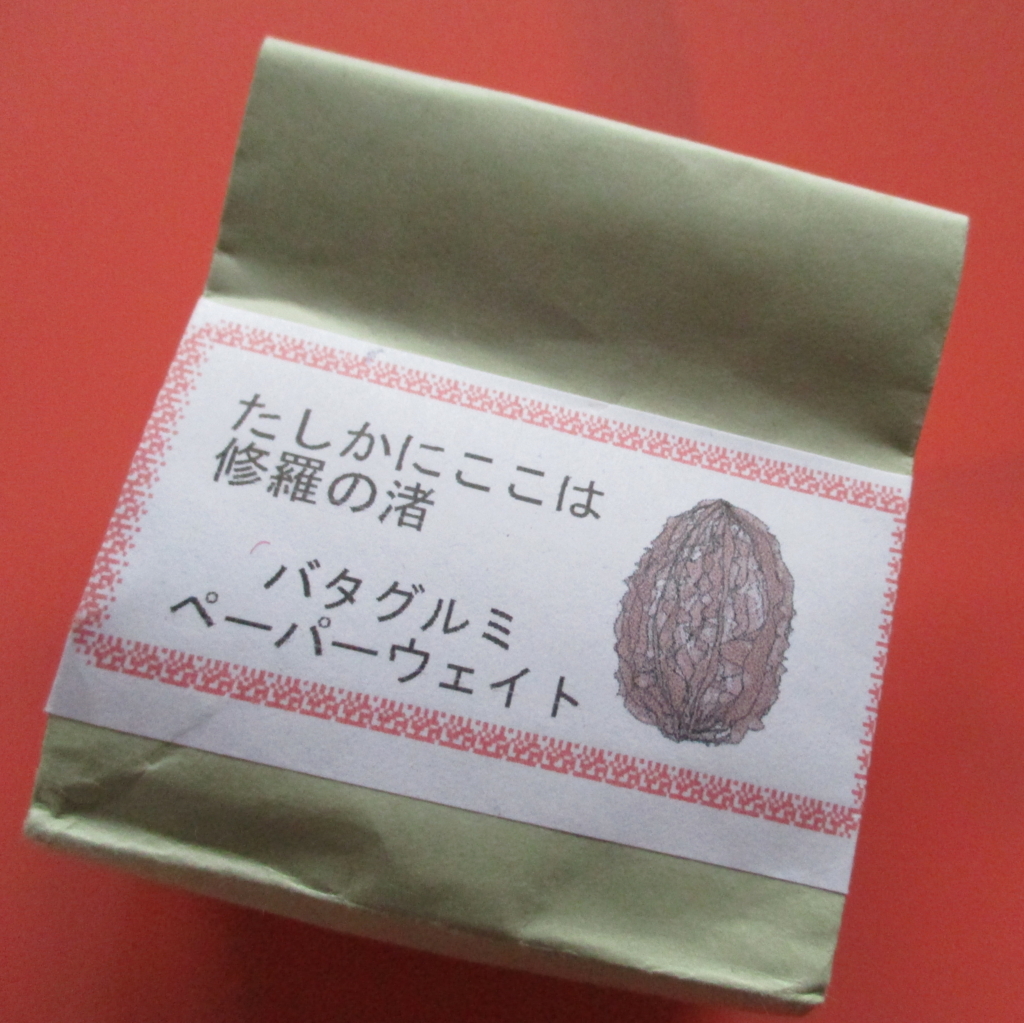 たしかにここは
修羅の渚
バタグルミ
ペーパーウェイト